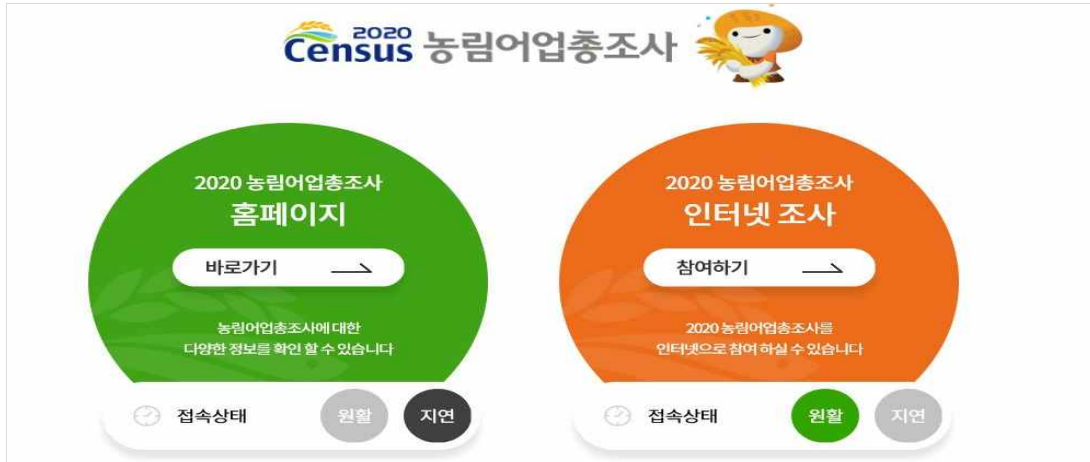 2020
Census 농림어업총조사
2020 농림어업총조사
홈페이지
바로가기
농림어업총조사에 대한
다양한 정보를 확인 할 수 있습니다
접속상태 원활 지연
2020 농림어업총조사
인터넷 조사
참여하기
2020 농림어업총조사를
인터넷으로 참여 하실 수 있습니다
접속상태 원활 지연